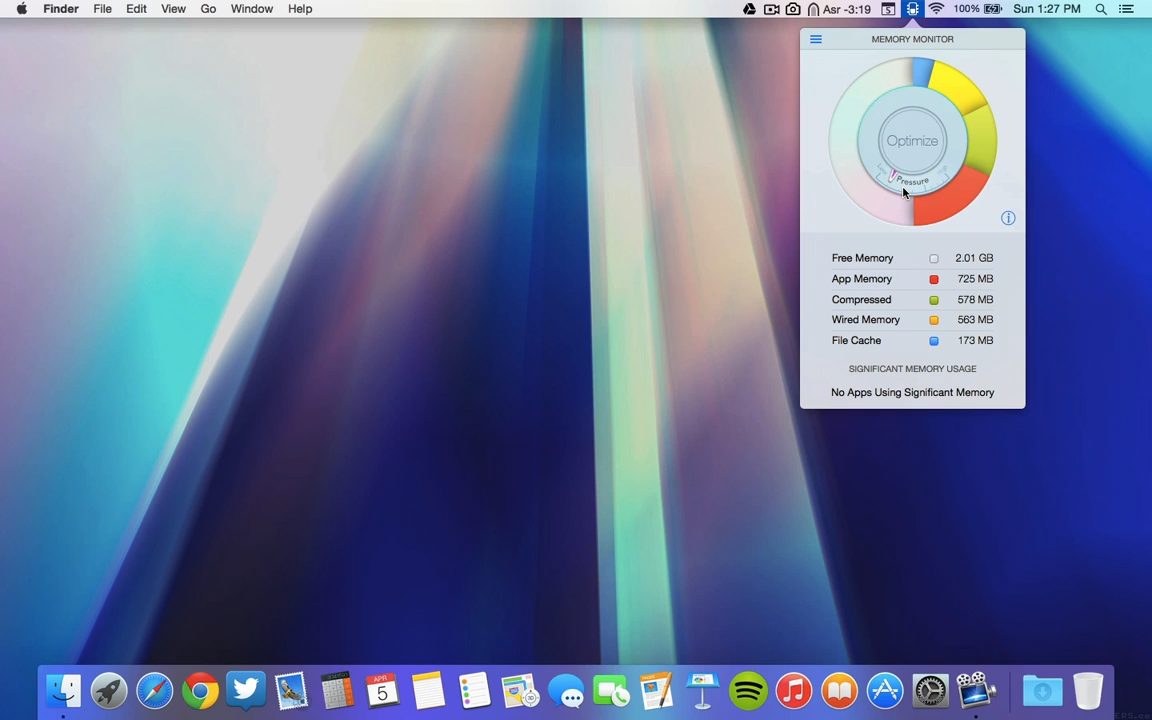 Finder File Edit View Go Window Help
Asr -3:19 5 100% Sun 1:27 PM
MEMORY MONITOR
Optimize
Pressure
Free Memory 2.01 GB
App Memory 725 MB
Compressed 578 MB
Wired Memory 563 MB
File Cache 173 MB
SIGNIFICANT MEMORY USAGE
No Apps Using Significant Memory
APR
5